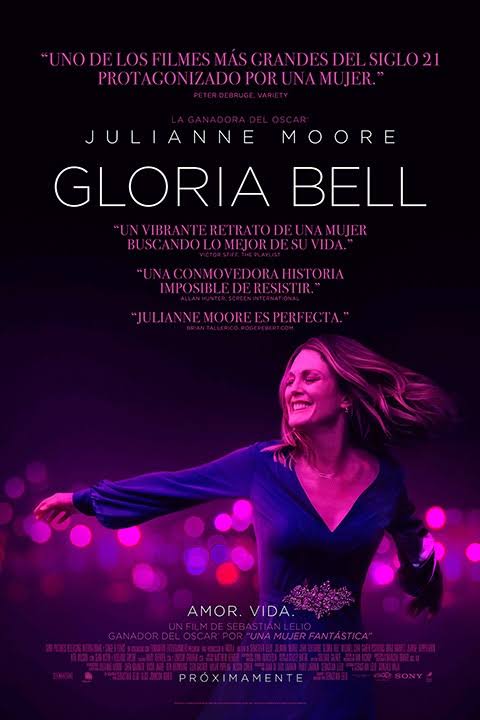 “UNO DE LOS FILMES MÁS GRANDES DEL SIGLO 21
PROTAGONIZADO POR UNA MUJER.”
PETER DEBRUGE, VARIETY
LA GANADORA DEL OSCAR®
JULIANNE MOORE
GLORIA BELL
“UN VIBRANTE RETRATO DE UNA MUJER
BUSCANDO LO MEJOR DE SU VIDA.”
VICTOR STIFF, THE PLAYLIST
“UNA CONMOVEDORA HISTORIA
IMPOSIBLE DE RESISTIR.”
ALLAN HUNTER, SCREEN INTERNATIONAL
“JULIANNE MOORE ES PERFECTA.”
BRIAN TALLERICO, ROGEREBERT.COM
AMOR. VIDA.
UN FILM DE SEBASTIÁN LELIO
GANADOR DEL OSCAR® POR “UNA MUJER FANTÁSTICA”
PRÓXIMAMENTE
SONY